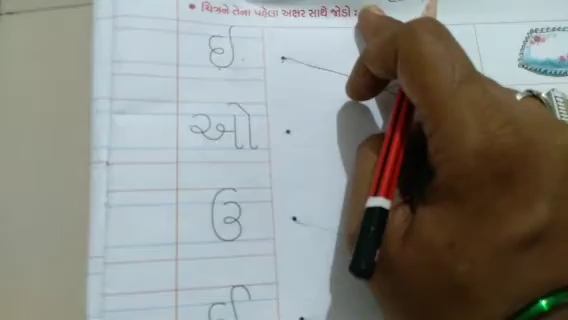 • ચિત્રને તેના પહેલા અક્ષર સાથે જોડો :
ઇ
ઓ
ઉ